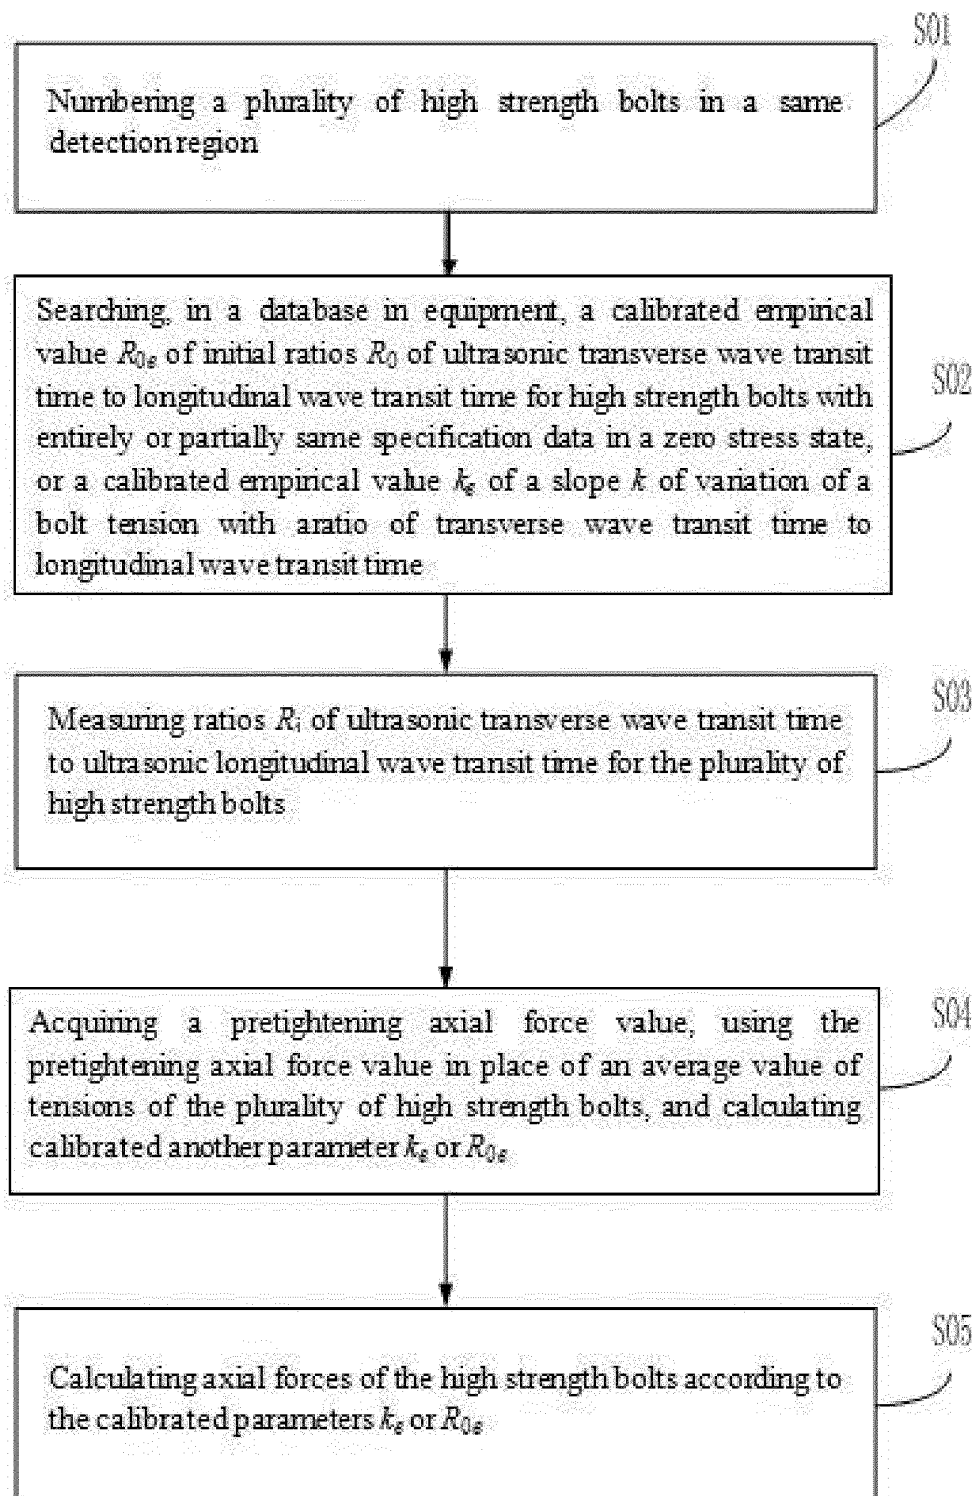 S01
Numbering a plurality of high strength bolts in a same
detection region
Searching, in a database in equipment, a calibrated empirical
value R0e of initial ratios R0 of ultrasonic transverse wave transit
time to longitudinal wave transit time for high strength bolts with
entirely or partially same specification data in a zero stress state,
or a calibrated empirical value ke of a slope k of variation of a
bolt tension with aratio of transverse wave transit time to
longitudinal wave transit time
S02
Measuring ratios Ri of ultrasonic transverse wave transit time
to ultrasonic longitudinal wave transit time for the plurality of
high strength bolts
S03
Acquiring a pretightening axial force value, using the
pretightening axial force value in place of an average value of
tensions of the plurality of high strength bolts, and calculating
calibrated another parameter ke or R0e
S04
Calculating axial forces of the high strength bolts according to
the calibrated parameters ke or R0e
S05